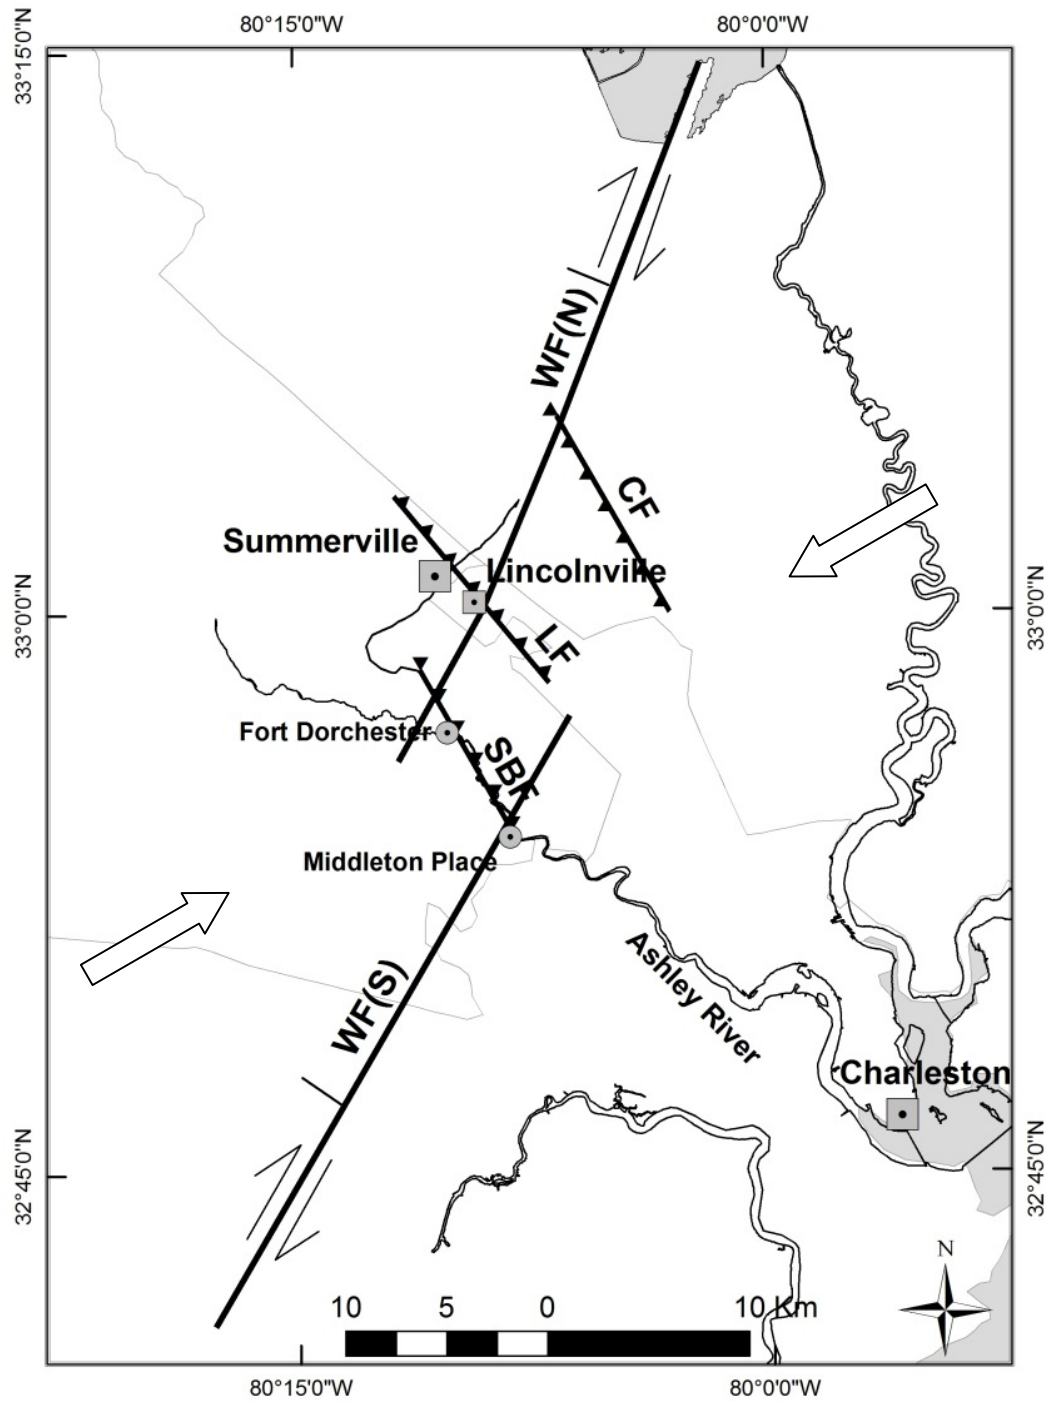 80°15'0"W
80°0'0"W
33°15'0"N
WF(N)
CF
Summerville
Lincolnville
33°0'0"N
33°0'0"N
LF
Fort Dorchester
SBF
Middleton Place
WF(S)
Ashley River
Charleston
32°45'0"N
32°45'0"N
N
10 5 0 10 Km
80°15'0"W
80°0'0"W